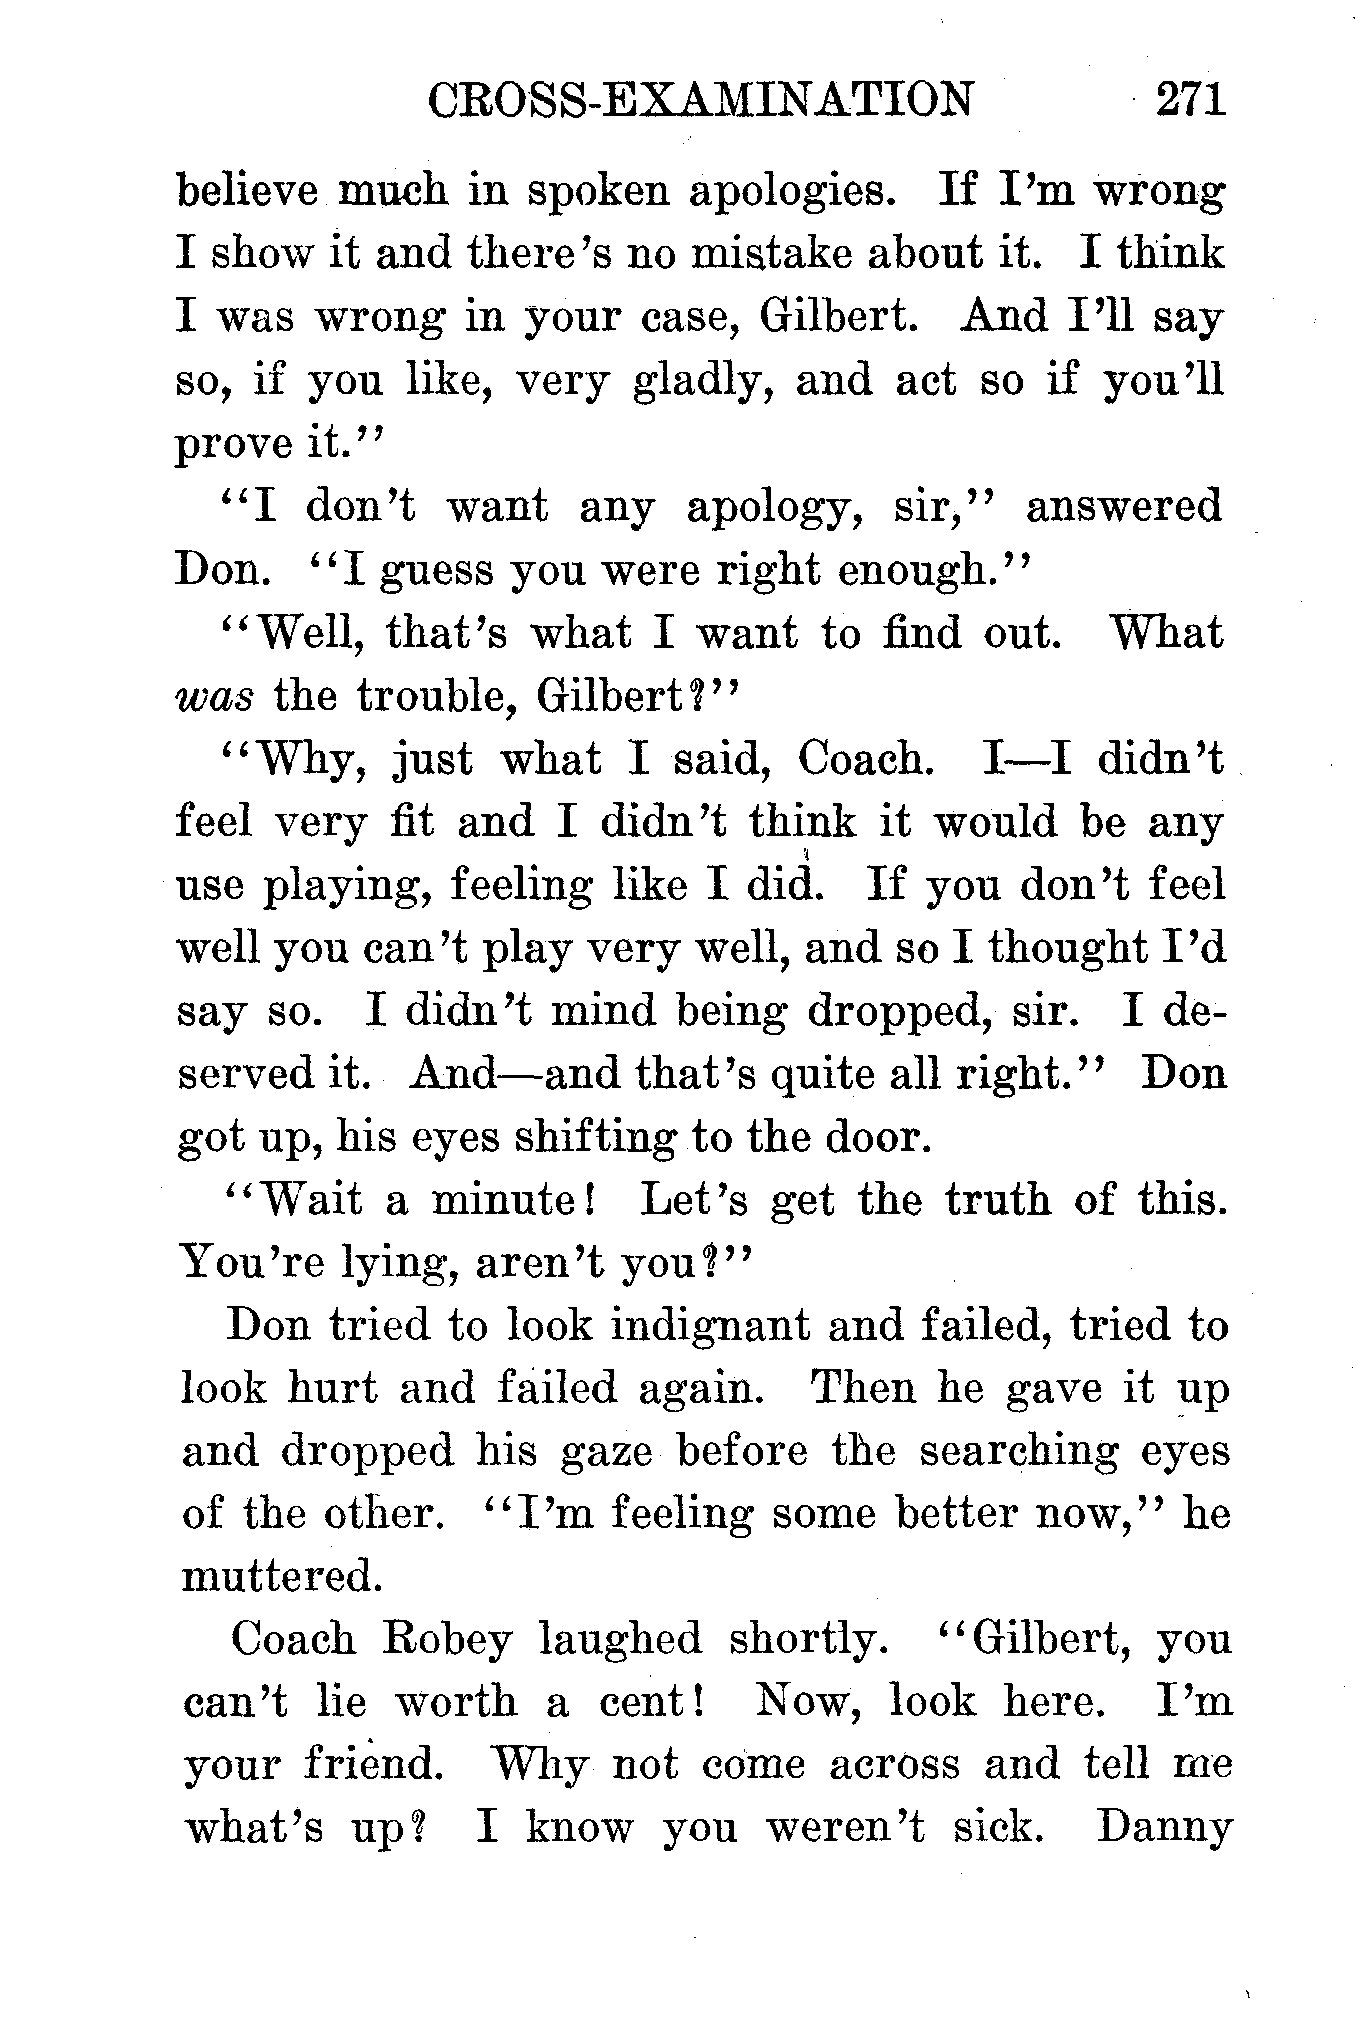 CROSS-EXAMINATION 271
believe much in spoken apologies. If I'm wrong
I show it and there's no mistake about it. I think
I was wrong in your case, Gilbert. And I'll say
so, if you like, very gladly, and act so if you'll
prove it.''
''I don't want any apology, sir,'' answered
Don. ''I guess you were right enough.''
''Well, that's what I want to find out. What
was the trouble, Gilbert?''
''Why, just what I said, Coach. I—I didn't
feel very fit and I didn't think it would be any
use playing, feeling like I did. If you don't feel
well you can't play very well, and so I thought I'd
say so. I didn't mind being dropped, sir. I de-
served it. And—and that's quite all right.'' Don
got up, his eyes shifting to the door.
''Wait a minute! Let's get the truth of this.
You're lying, aren't you?''
Don tried to look indignant and failed, tried to
look hurt and failed again. Then he gave it up
and dropped his gaze before the searching eyes
of the other. ''I'm feeling some better now,'' he
muttered.
Coach Robey laughed shortly. ''Gilbert, you
can't lie worth a cent! Now, look here. I'm
your friend. Why not come across and tell me
what's up? I know you weren't sick. Danny